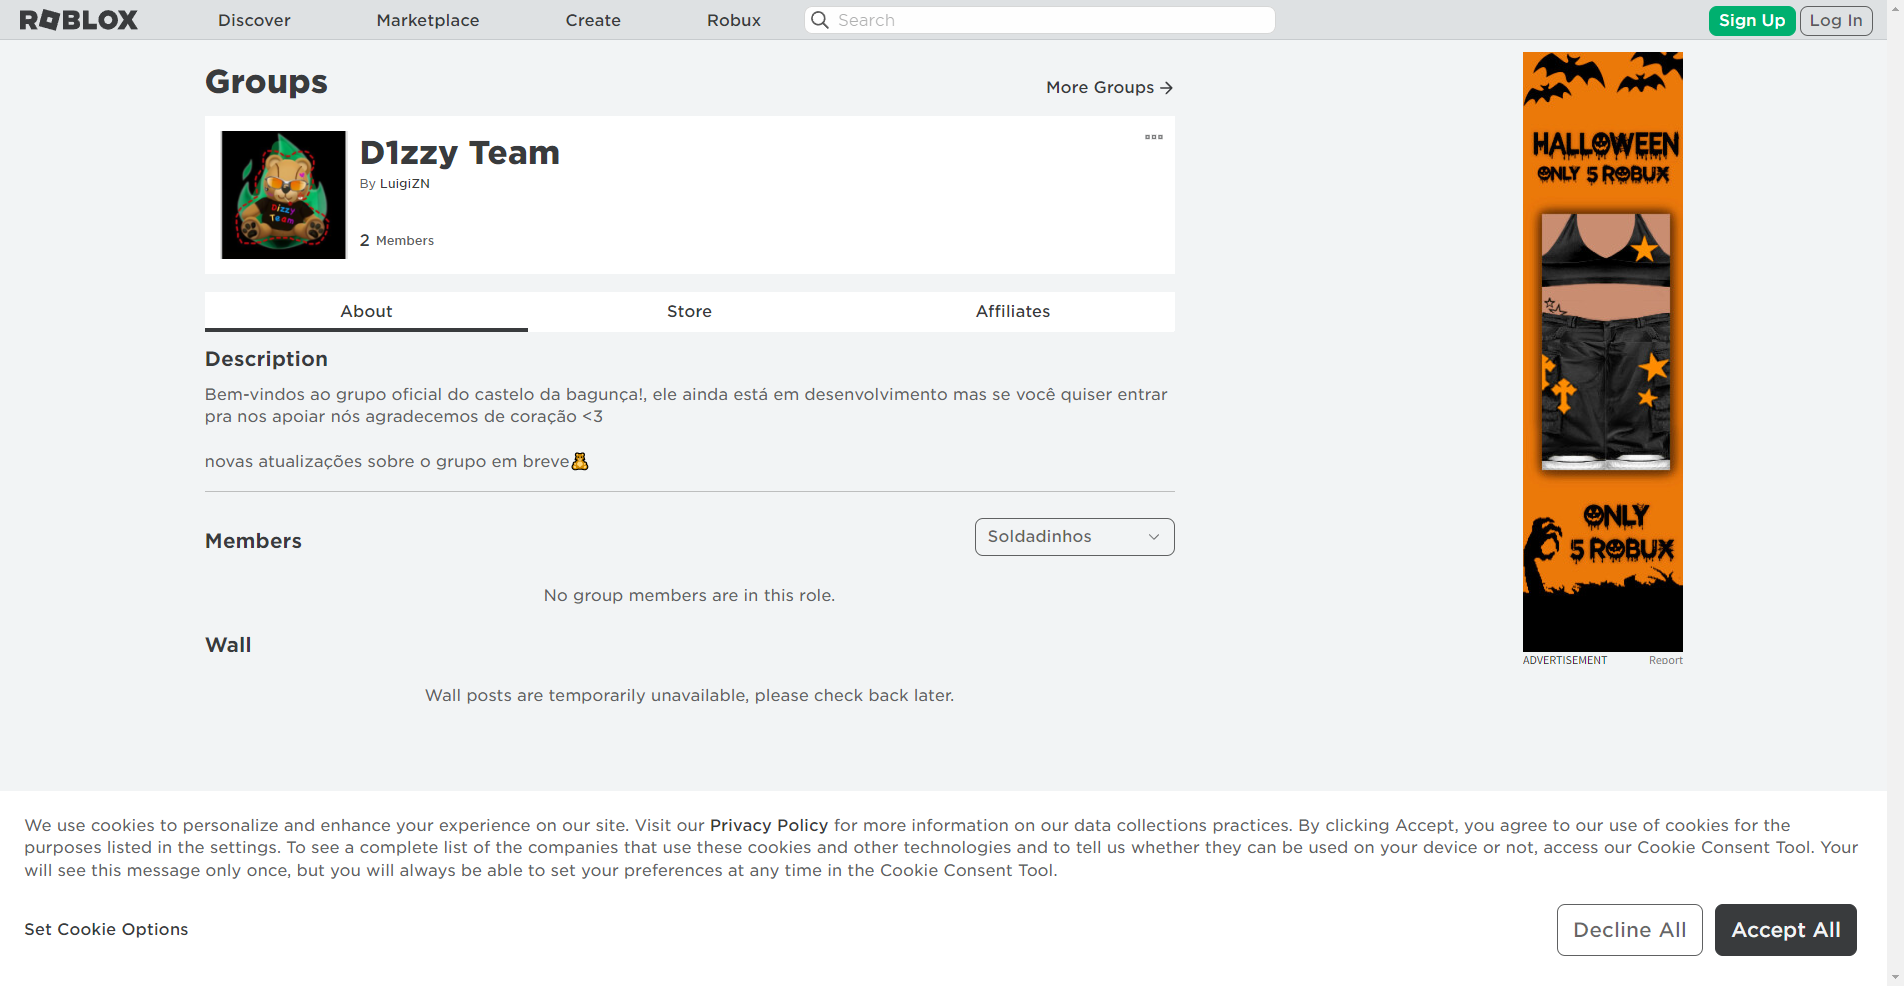 ROBLOX
Discover
Marketplace
Create
Robux
Search
Sign Up
Log In
Groups
More Groups
Dizzy
Team
D1zzy Team
By LuigiZN
2 Members
About
Store
Affiliates
Description
Bem-vindos ao grupo oficial do castelo da bagunça!, ele ainda está em desenvolvimento mas se você quiser entrar
pra nos apoiar nós agradecemos de coração <3
novas atualizações sobre o grupo em breve🧸
Members
Soldadinhos
No group members are in this role.
Wall
Wall posts are temporarily unavailable, please check back later.
HALLOWEEN
ONLY 5 ROBUX
ONLY
5 ROBUX
ADVERTISEMENT
Report
We use cookies to personalize and enhance your experience on our site. Visit our Privacy Policy for more information on our data collections practices. By clicking Accept, you agree to our use of cookies for the
purposes listed in the settings. To see a complete list of the companies that use these cookies and other technologies and to tell us whether they can be used on your device or not, access our Cookie Consent Tool. Your
will see this message only once, but you will always be able to set your preferences at any time in the Cookie Consent Tool.
Set Cookie Options
Decline All
Accept All